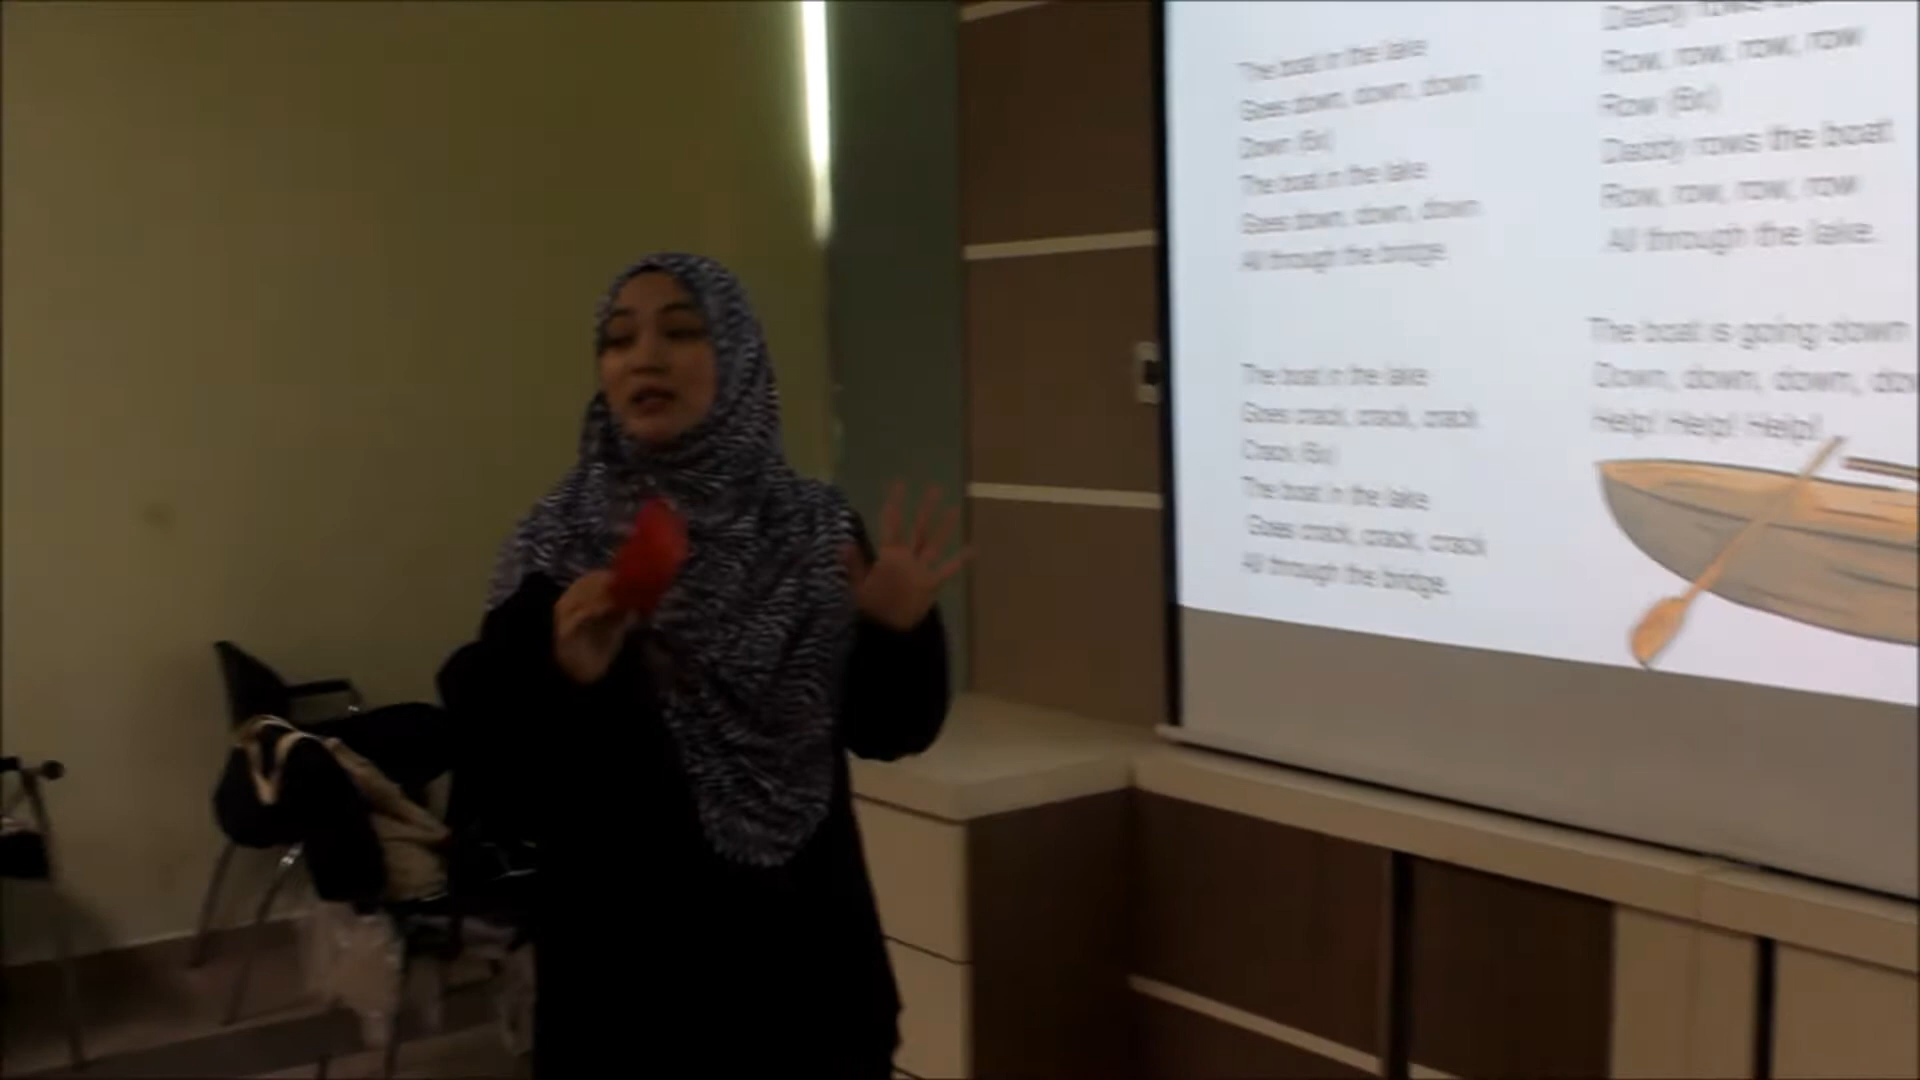 The boat in the lake
Goes down, down, down
Down (6x)
The boat in the lake
Goes down, down, down
All through the bridge.
The boat in the lake
Goes crack, crack, crack
Crack (6x)
The boat in the lake
Goes crack, crack, crack
All through the bridge.
Daddy rows
Row, row, row, row
Row (6x)
Daddy rows the boat
Row, row, row, row
All through the lake.
The boat is going down
Down, down, down,
Help! Help! Help!